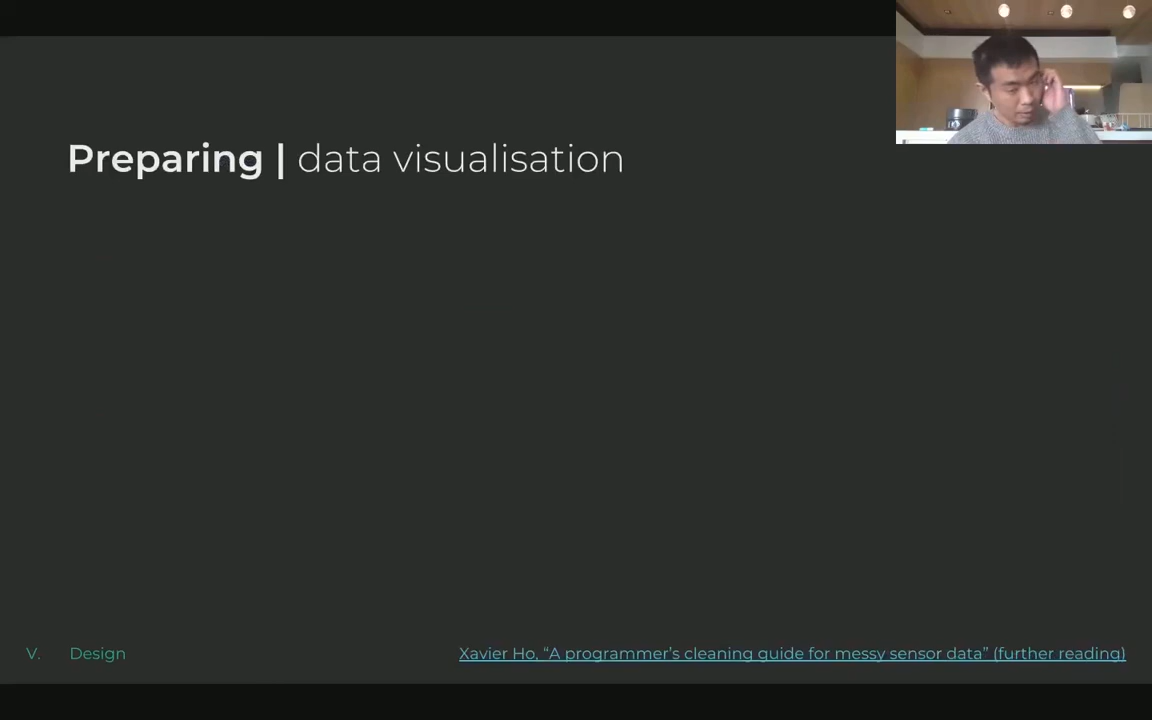 Preparing | data visualisation
V. Design
Xavier Ho, “A programmer’s cleaning guide for messy sensor data” (further reading)